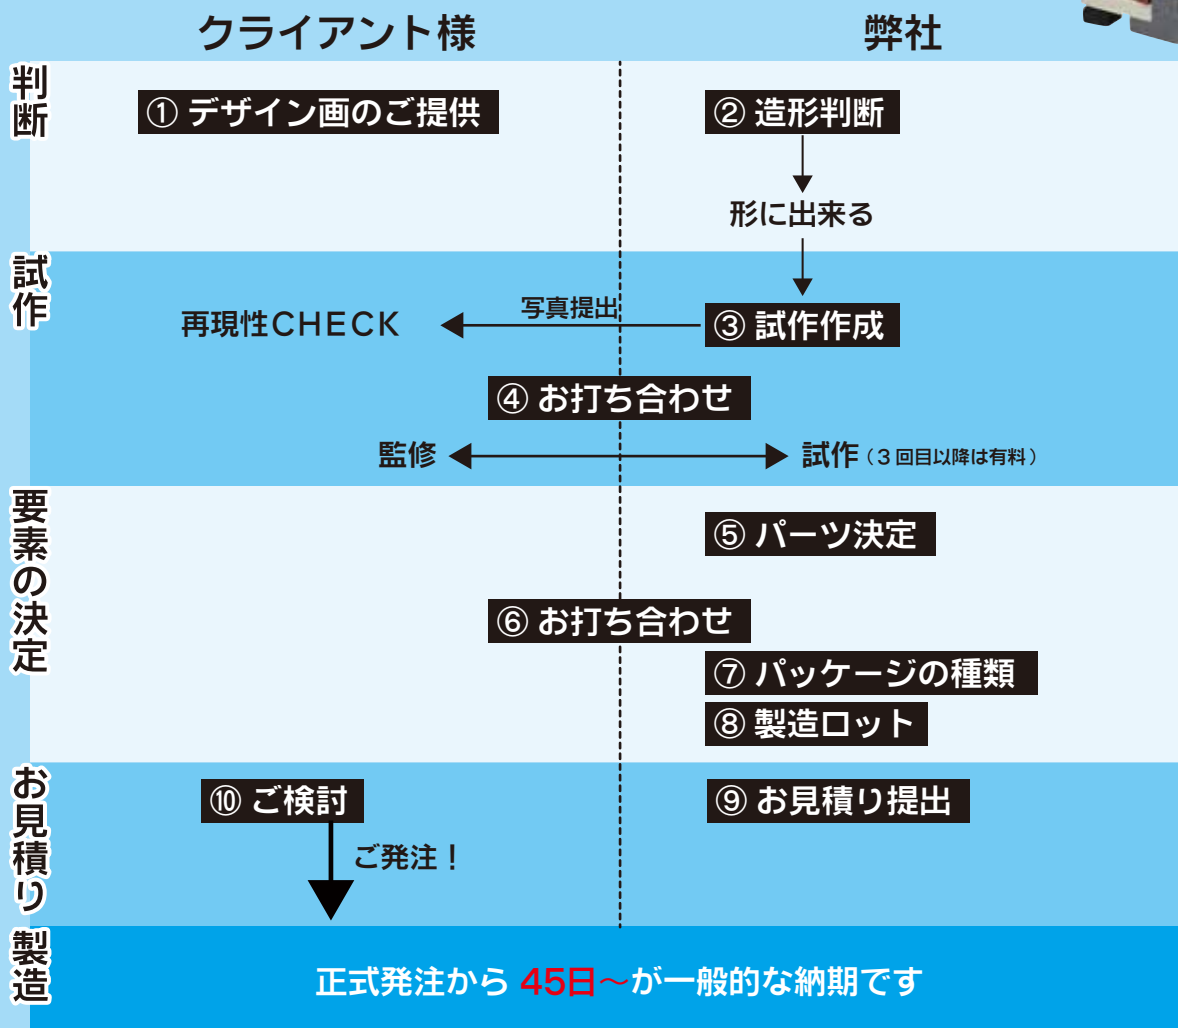 クライアント様
弊社
判断
① デザイン画のご提供
② 造形判断
形に出来る
試作
写真提出
再現性CHECK
③ 試作作成
④ お打ち合わせ
監修
試作（３回目以降は有料）
要素の決定
⑤ パーツ決定
⑥ お打ち合わせ
⑦ パッケージの種類
⑧ 製造ロット
お見積り
⑩ ご検討
⑨ お見積り提出
ご発注！
製造
正式発注から 45日～が一般的な納期です